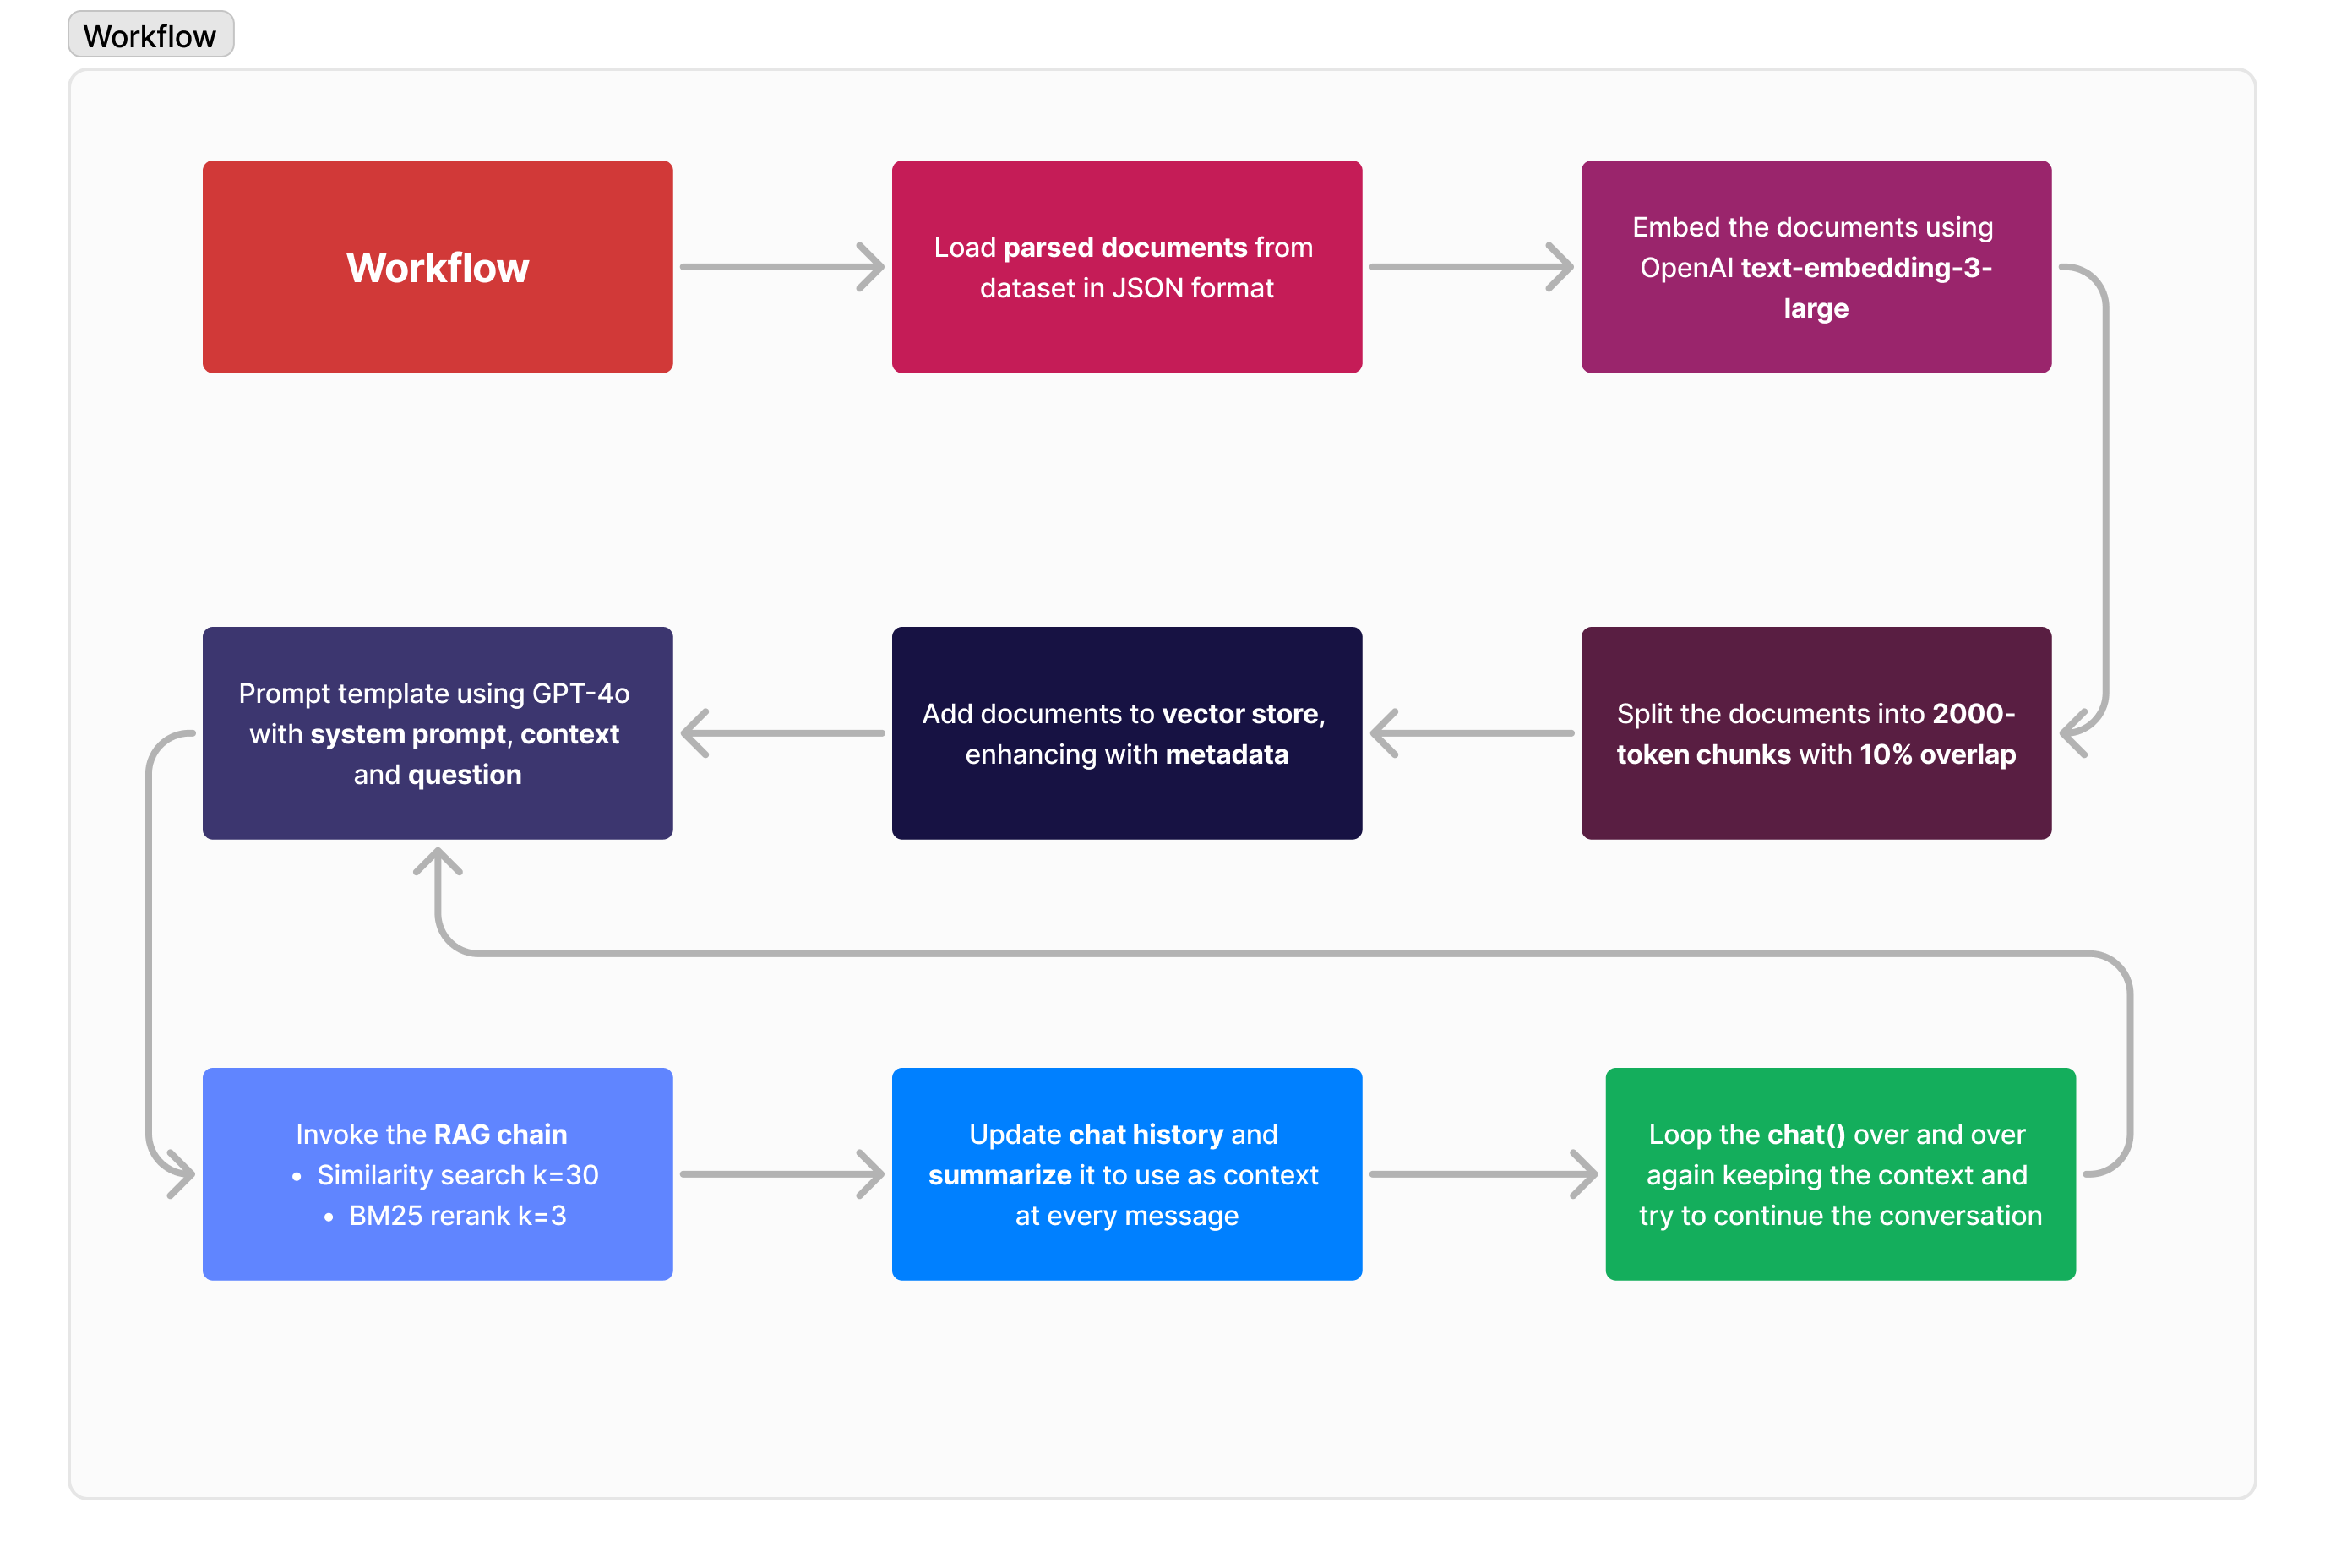 Workflow
Workflow
Load parsed documents from
dataset in JSON format
Embed the documents using
OpenAI text-embedding-3-
large
Split the documents into 2000-
token chunks with 10% overlap
Add documents to vector store,
enhancing with metadata
Prompt template using GPT-4o
with system prompt, context
and question
Invoke the RAG chain
• Similarity search k=30
• BM25 rerank k=3
Update chat history and
summarize it to use as context
at every message
Loop the chat() over and over
again keeping the context and
try to continue the conversation